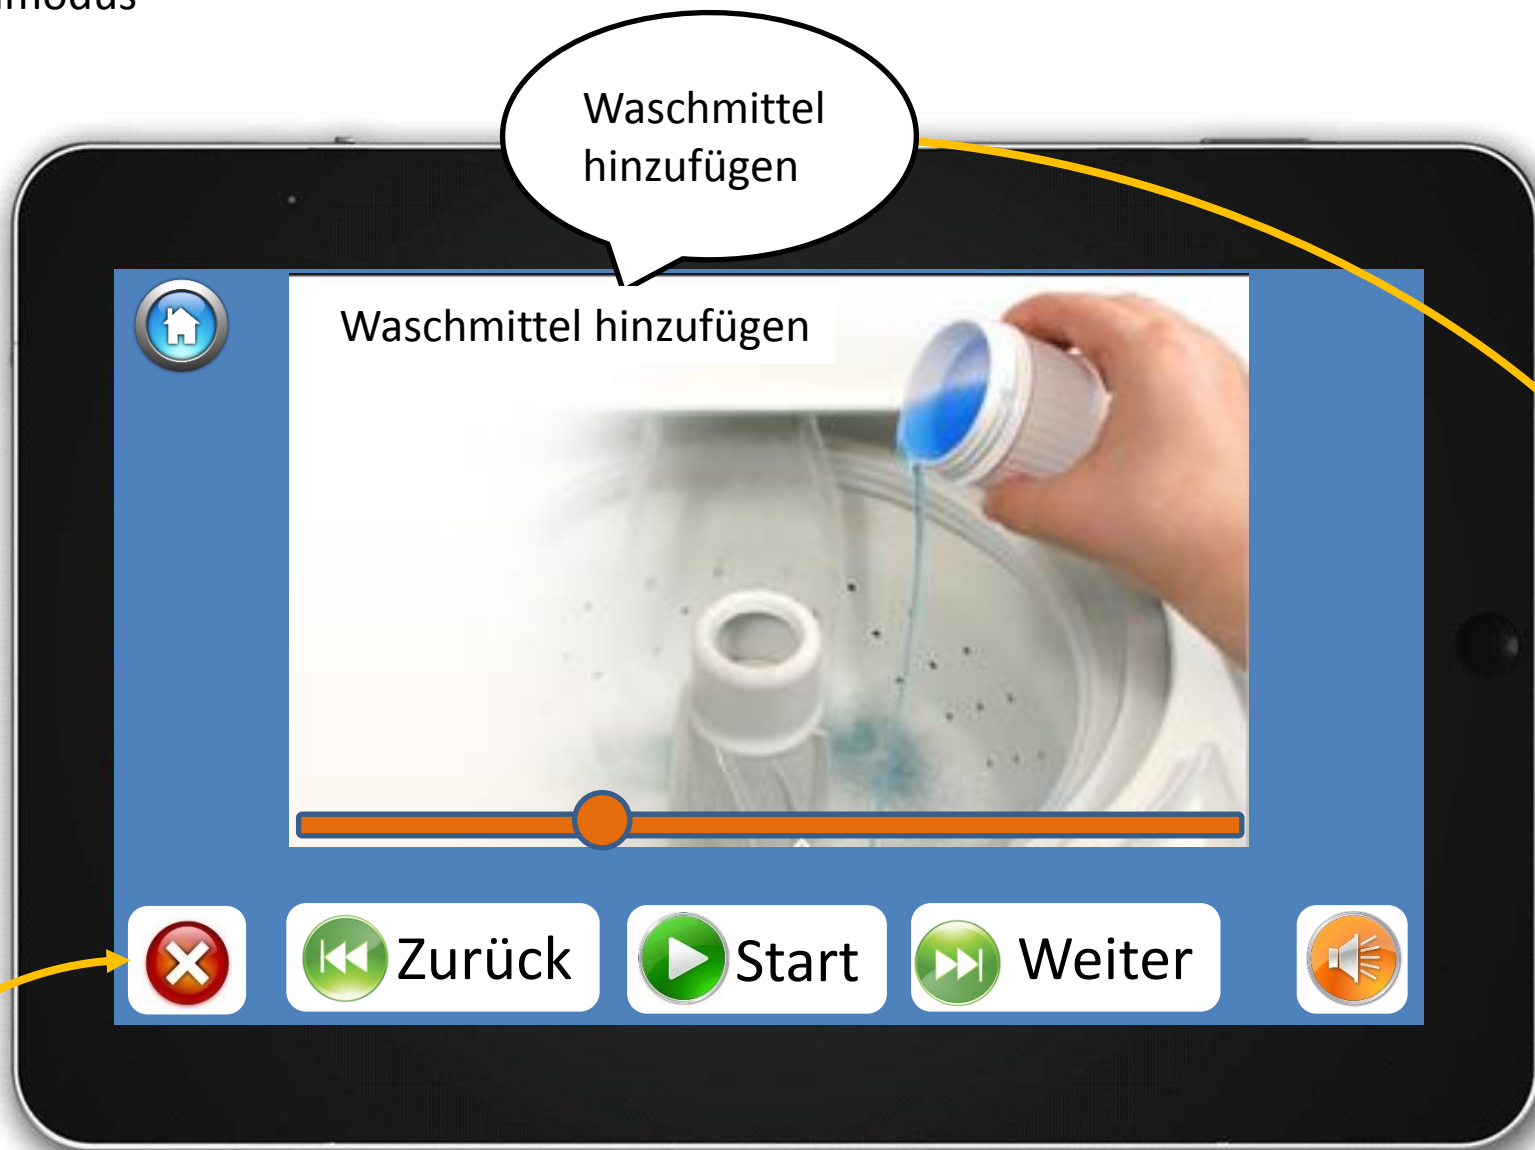 Waschmittel
hinzufügen
Waschmittel hinzufügen
Zurück
Start
Weiter